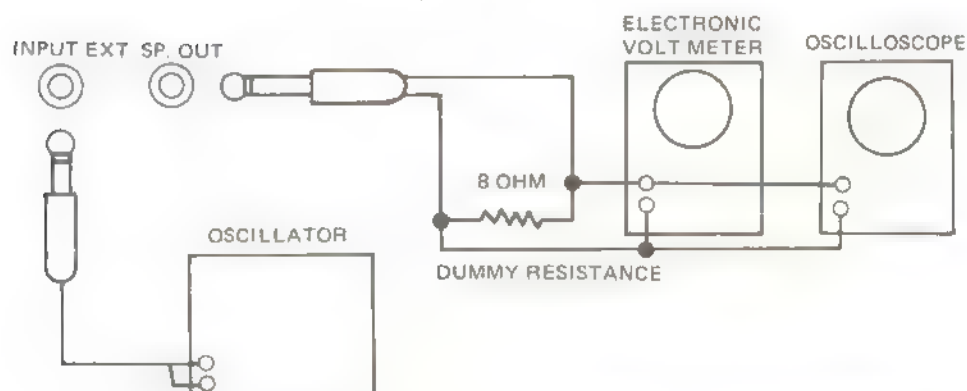 INPUT EXT SP. OUT
ELECTRONIC
VOLT METER
OSCILLOSCOPE
8 OHM
OSCILLATOR
DUMMY RESISTANCE